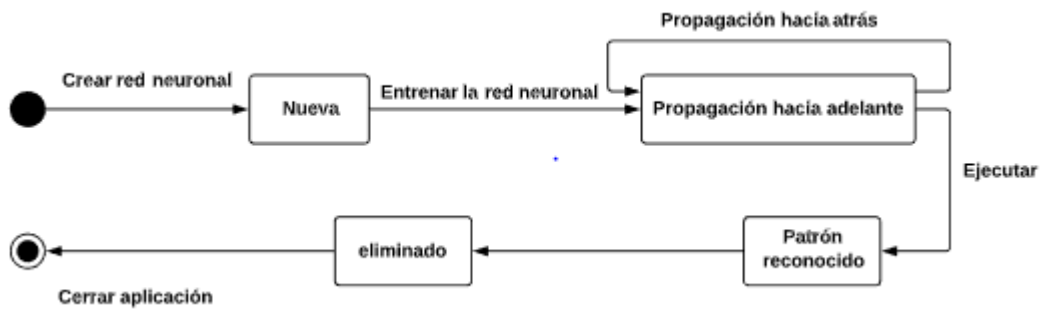 Propagación hacia atrás
Crear red neuronal
Entrenar la red neuronal
Nueva
Propagación hacia adelante
Ejecutar
Patrón
reconocido
eliminado
Cerrar aplicación